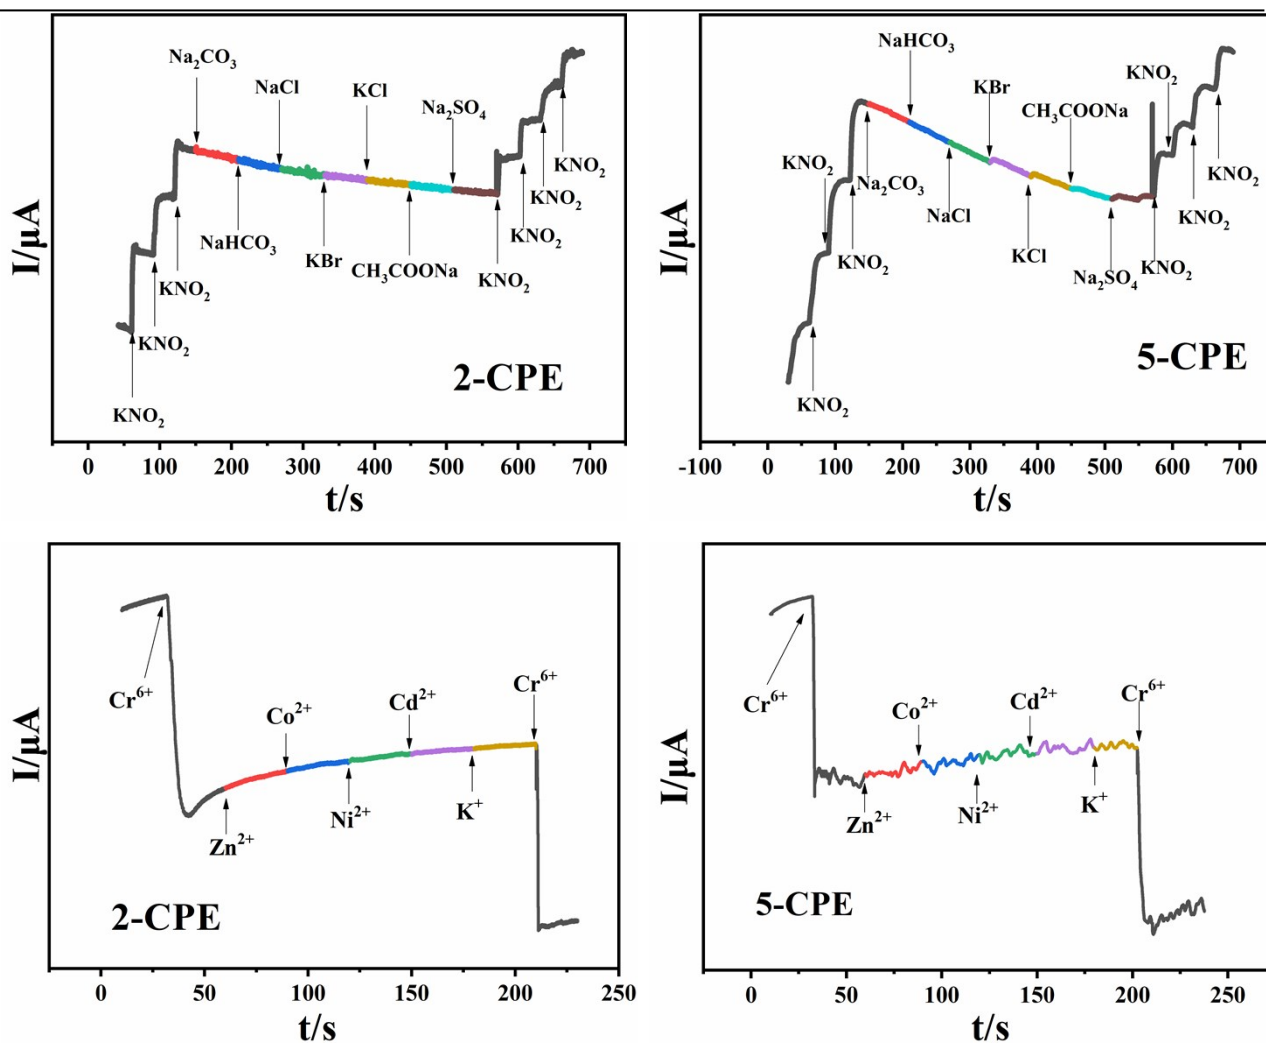 Na₂CO₃
NaCl
KCl
Na₂SO₄
KNO₂
KNO₂
KNO₂
KNO₂
KNO₂
NaHCO₃
KBr
CH₃COONa
KNO₂
KNO₂
KNO₂
2-CPE
I/μA
0 100 200 300 400 500 600 700
t/s
NaHCO₃
KBr
CH₃COONa
KNO₂
KNO₂
Na₂CO₃
KNO₂
KNO₂
NaCl
KCl
Na₂SO₄
KNO₂
KNO₂
KNO₂
5-CPE
I/μA
-100 0 100 200 300 400 500 600 700
t/s
Cr⁶⁺
Co²⁺
Cd²⁺
Cr⁶⁺
Zn²⁺
Ni²⁺
K⁺
2-CPE
I/μA
0 50 100 150 200 250
t/s
Cr⁶⁺
Co²⁺
Cd²⁺
Cr⁶⁺
Zn²⁺
Ni²⁺
K⁺
5-CPE
I/μA
0 50 100 150 200 250
t/s